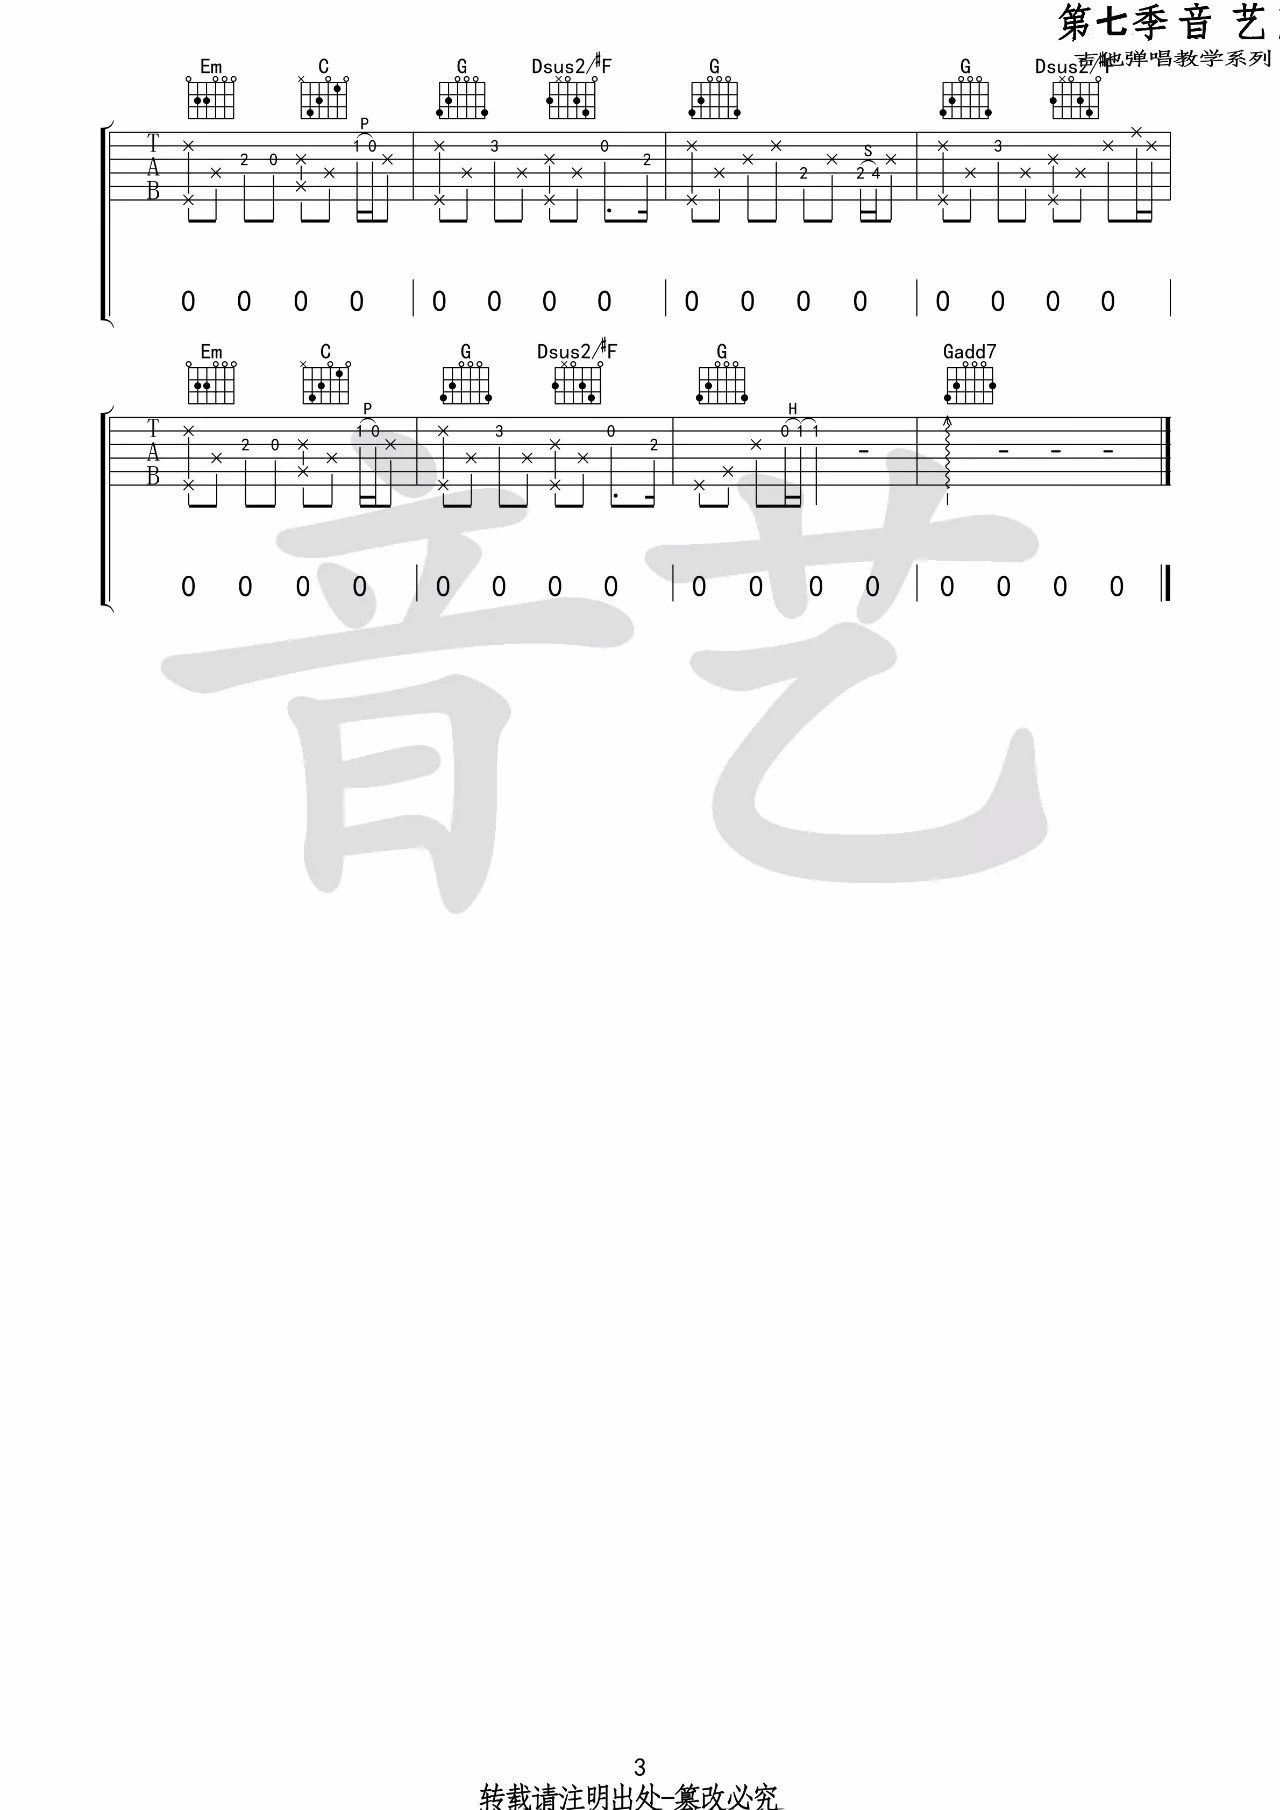 第七季音 艺
吉他弹唱教学系列
Em C G Dsus2/#F G G Dsus2/#F
P S
T A B × × 2 0 × × × 1 0 × × × 3 × × × × 0 2 × × × × 2 × 2 4 × × × × 3 × × × × × × ×
0 0 0 0 0 0 0 0 0 0 0 0 0 0 0 0
Em C G Dsus2/#F G Gadd7
P H
T A B × × × 2 0 × × × 1 0 × × × × 3 × × × × 0 2 × × × 0 1 1 - - - -
0 0 0 0 0 0 0 0 0 0 0 0 0 0 0 0
音艺
3
转载请注明出处-篡改必究